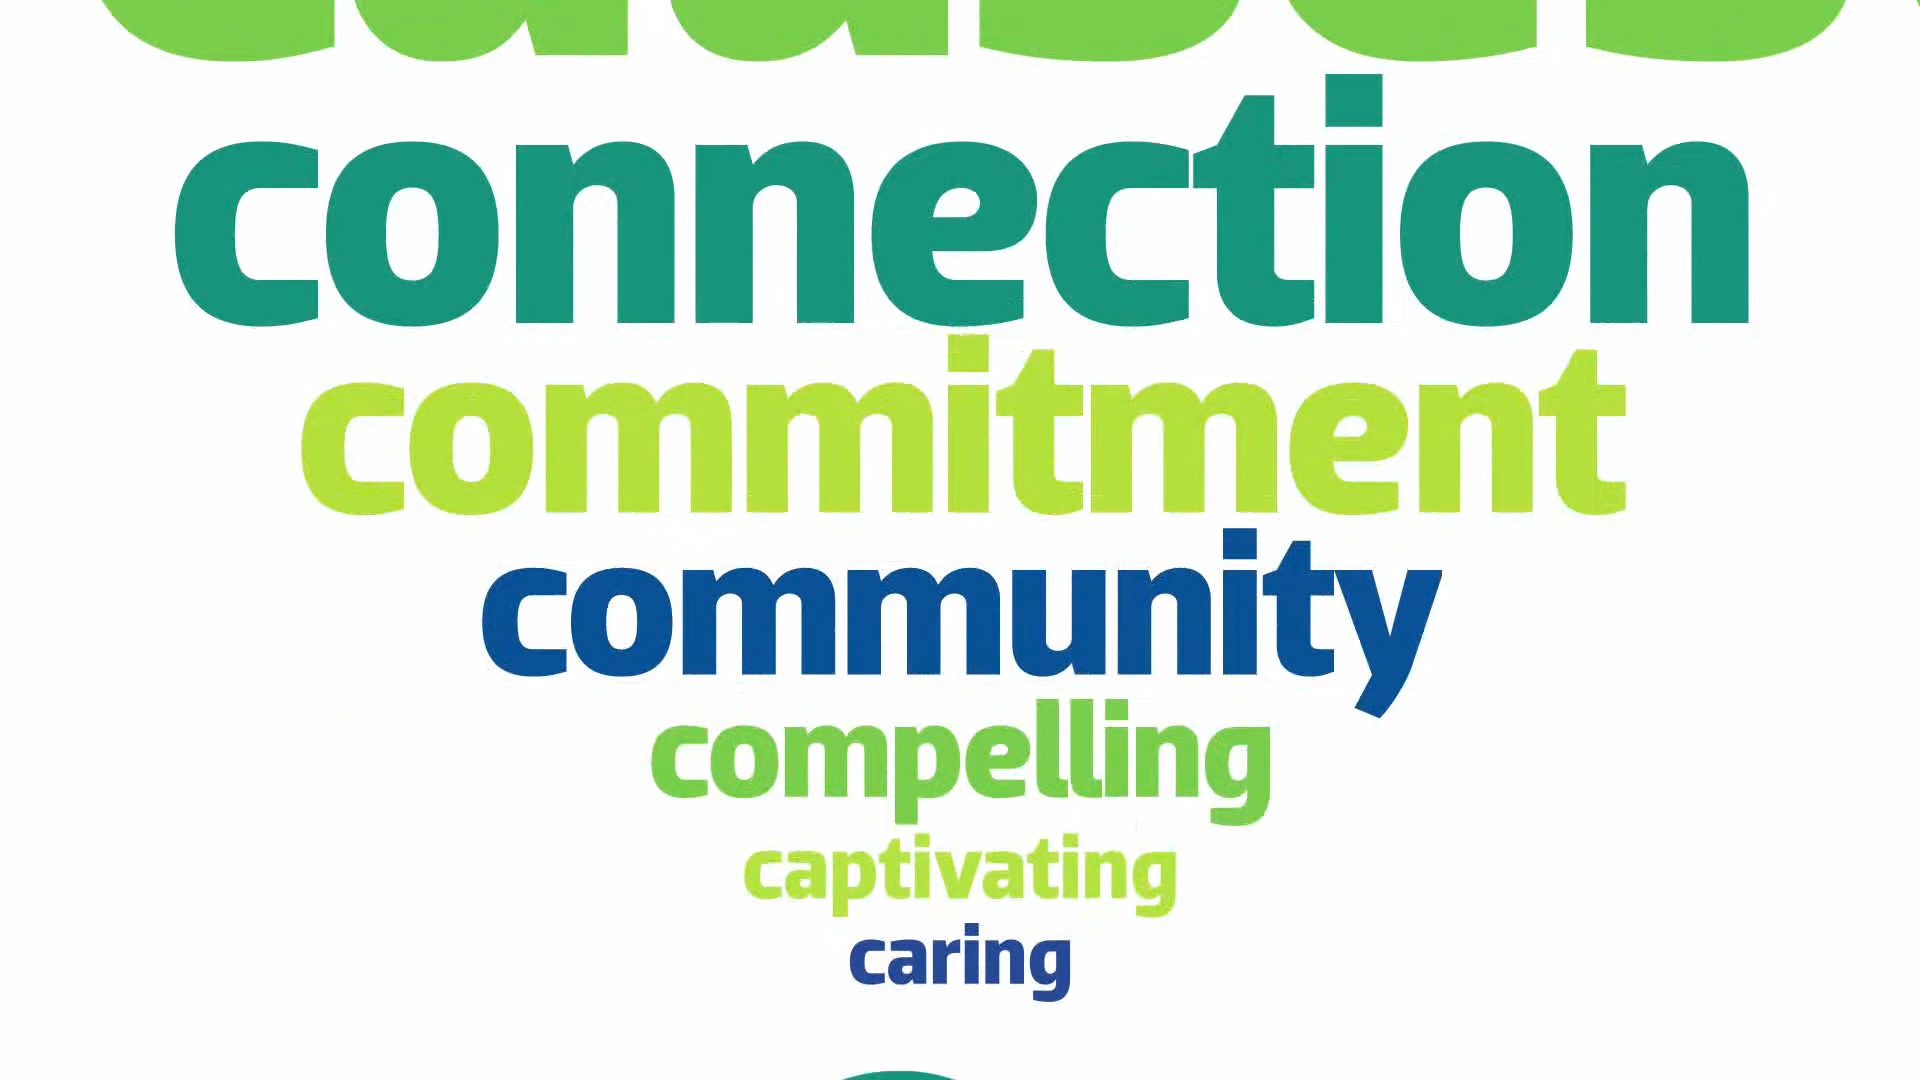 connection
commitment
community
compelling
captivating
caring